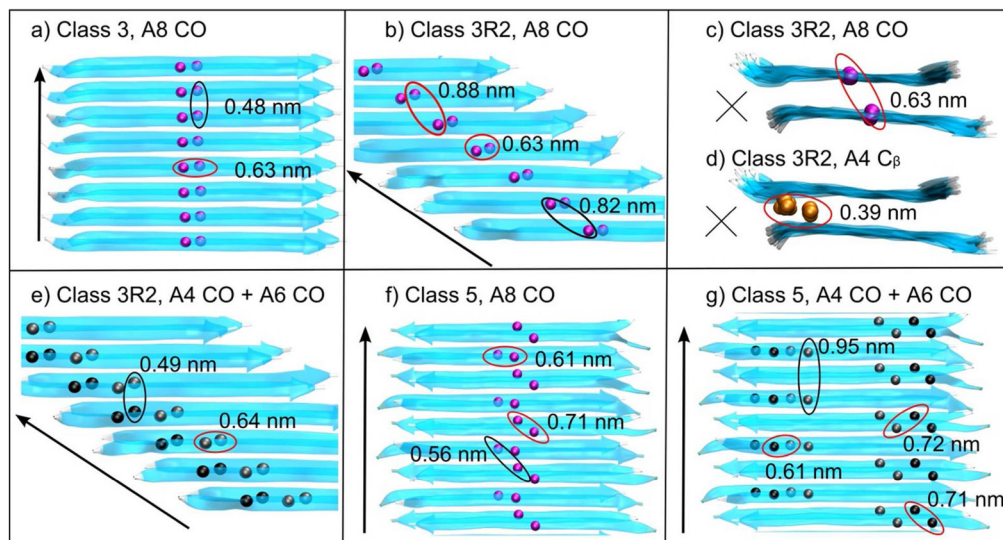 a) Class 3, A8 CO
0.48 nm
0.63 nm
b) Class 3R2, A8 CO
0.88 nm
0.63 nm
0.82 nm
c) Class 3R2, A8 CO
0.63 nm
d) Class 3R2, A4 Cβ
0.39 nm
e) Class 3R2, A4 CO + A6 CO
0.49 nm
0.64 nm
f) Class 5, A8 CO
0.61 nm
0.71 nm
0.56 nm
g) Class 5, A4 CO + A6 CO
0.95 nm
0.72 nm
0.61 nm
0.71 nm